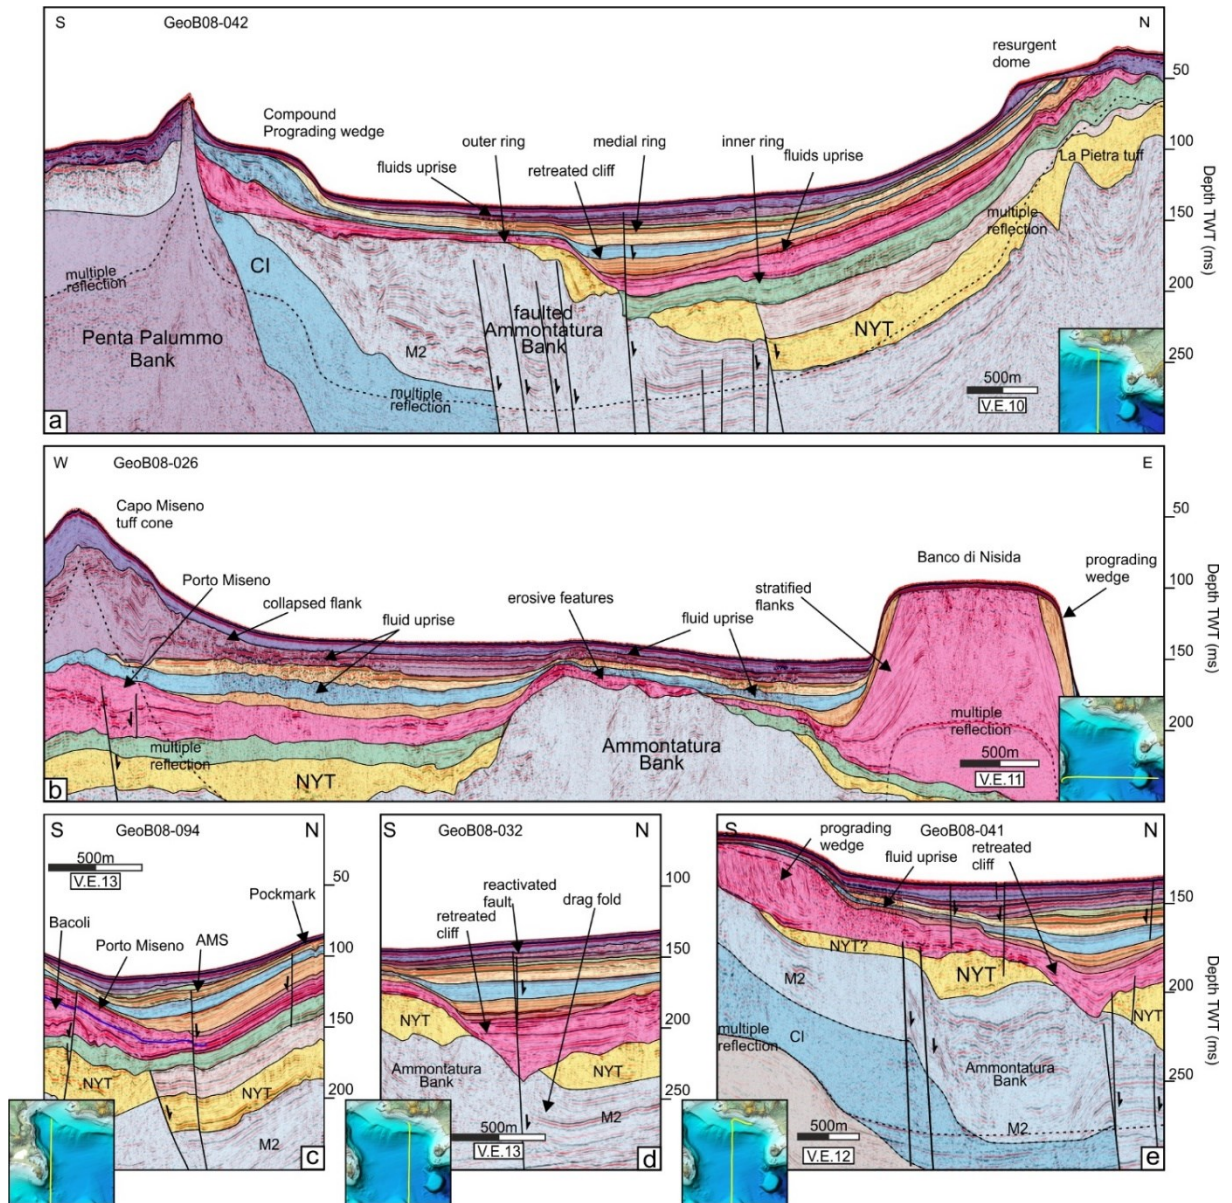 S GeoB08-042 N
resurgent
dome
50
Compound
Prograding wedge
outer ring medial ring inner ring
fluids uprise retreated cliff fluids uprise
La Pietra tuff
100
150
200
250
Depth TWT (ms)
multiple
reflection
multiple
reflection
CI
Penta Palummo
Bank
M2
faulted
Ammontatura
Bank
NYT
multiple
reflection
500m
V.E.10
a
W GeoB08-026 E
Capo Miseno
tuff cone
50
Banco di Nisida
prograding
wedge
Porto Miseno
collapsed flank
fluid uprise
erosive features
fluid uprise
stratified
flanks
100
150
200
Depth TWT (ms)
multiple
reflection
NYT
Ammontatura
Bank
multiple
reflection
500m
V.E.11
b
S GeoB08-094 N
500m
V.E.13
50
Pockmark
Bacoli
Porto Miseno
AMS
100
150
200
NYT
NYT
M2
c
S GeoB08-032 N
100
reactivated
fault
retreated
cliff
drag fold
150
200
250
NYT
NYT
Ammontatura
Bank
M2
500m
V.E.13
d
S GeoB08-041 N
prograding
wedge
fluid uprise
retreated
cliff
150
200
250
Depth TWT (ms)
NYT?
NYT
NYT
M2
CI
multiple
reflection
Ammontatura
Bank
M2
500m
V.E.12
e